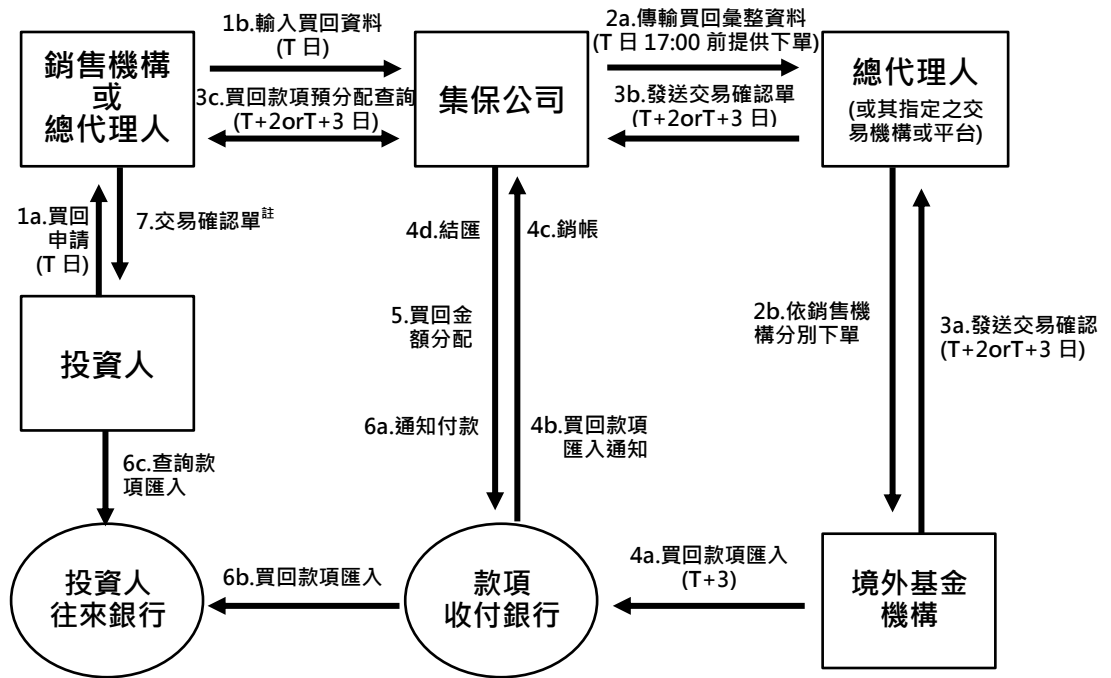 1b.輸入買回資料
(T 日)
2a.傳輸買回彙整資料
(T 日 17:00 前提供下單)
銷售機構
或
總代理人
3c.買回款項預分配查詢
(T+2orT+3 日)
集保公司
3b.發送交易確認單
(T+2orT+3 日)
總代理人
(或其指定之交
易機構或平台)
1a.買回
申請
(T 日)
7.交易確認單註
4d.結匯
4c.銷帳
投資人
5.買回金
額分配
2b.依銷售機
構分別下單
3a.發送交易確認
(T+2orT+3 日)
6a.通知付款
4b.買回款項
匯入通知
6c.查詢款
項匯入
投資人
往來銀行
6b.買回款項匯入
款項
收付銀行
4a.買回款項匯入
(T+3)
境外基金
機構